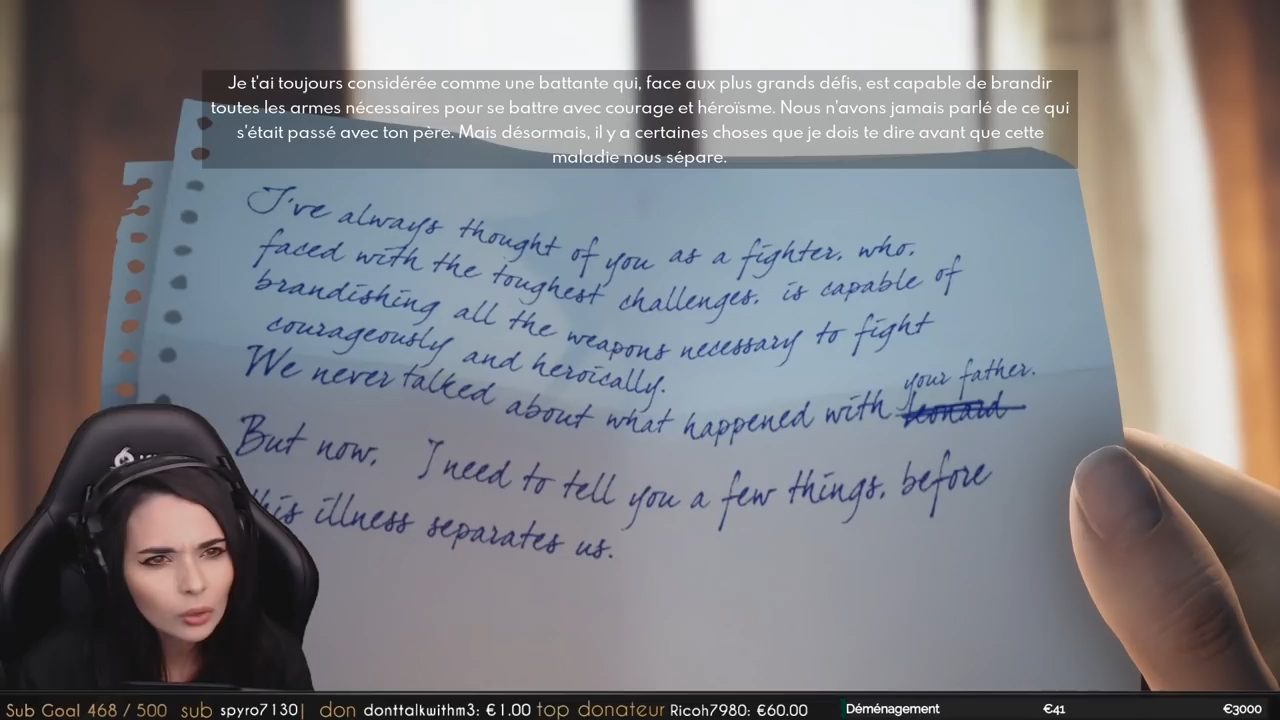 Je t'ai toujours considérée comme une battante qui, face aux plus grands défis, est capable de brandir
toutes les armes nécessaires pour se battre avec courage et héroïsme. Nous n'avons jamais parlé de ce qui
s'était passé avec ton père. Mais désormais, il y a certaines choses que je dois te dire avant que cette
maladie nous sépare.
I've always thought of you as a fighter, who,
faced with the toughest challenges, is capable of
brandishing all the weapons necessary to fight
courageously and heroically.
your father.
We never talked about what happened with leonard
But now, I need to tell you a few things, before
this illness separates us.
Sub Goal 468 / 500 sub spyro7130| don donttalkwithm3: €1.00 top donateur Ricoh7980: €60.00 Déménagement €41 €3000